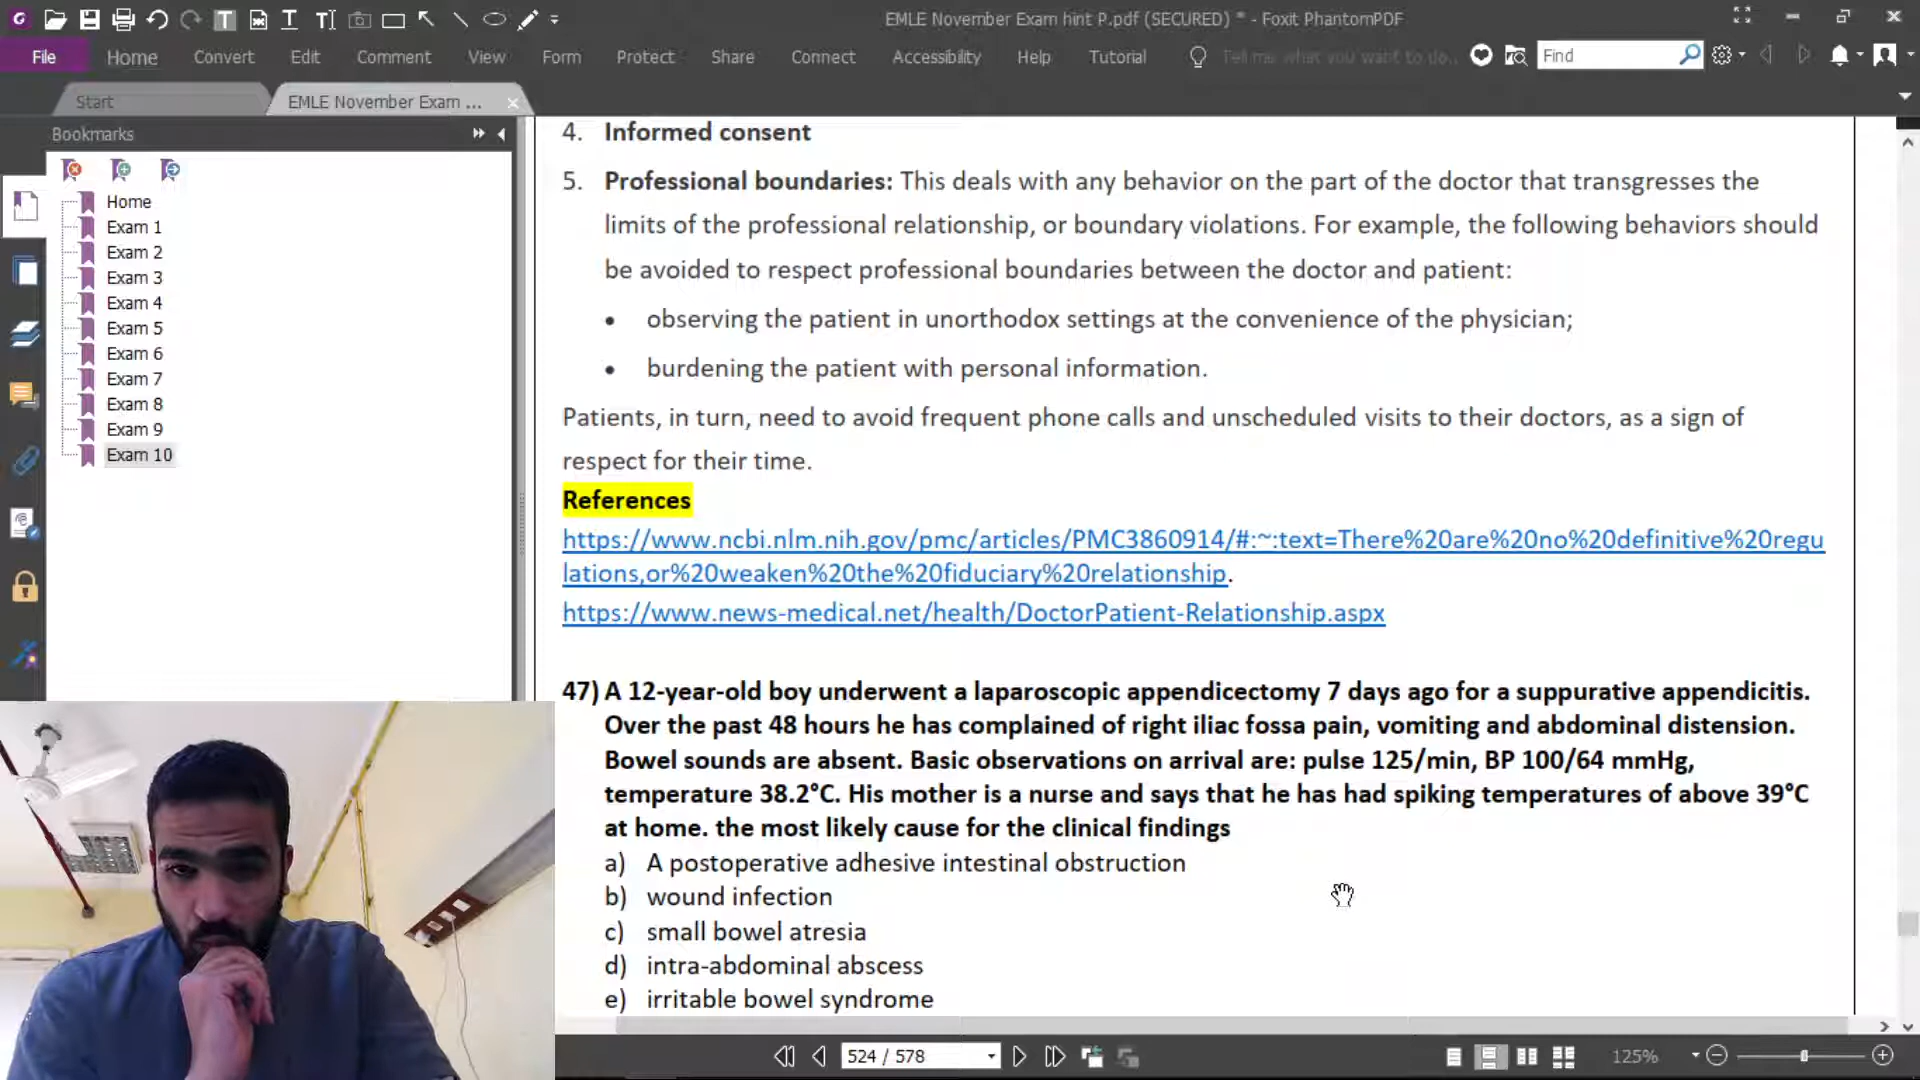 EMLE November Exam hint P.pdf (SECURED) * - Foxit PhantomPDF
File Home Convert Edit Comment View Form Protect Share Connect Accessibility Help Tutorial Tell me what you want to do.. Find
Start EMLE November Exam ...
Bookmarks
Home
Exam 1
Exam 2
Exam 3
Exam 4
Exam 5
Exam 6
Exam 7
Exam 8
Exam 9
Exam 10
4. Informed consent
5. Professional boundaries: This deals with any behavior on the part of the doctor that transgresses the
limits of the professional relationship, or boundary violations. For example, the following behaviors should
be avoided to respect professional boundaries between the doctor and patient:
• observing the patient in unorthodox settings at the convenience of the physician;
• burdening the patient with personal information.
Patients, in turn, need to avoid frequent phone calls and unscheduled visits to their doctors, as a sign of
respect for their time.
References
https://www.ncbi.nlm.nih.gov/pmc/articles/PMC3860914/#:~:text=There%20are%20no%20definitive%20regu
lations,or%20weaken%20the%20fiduciary%20relationship.
https://www.news-medical.net/health/DoctorPatient-Relationship.aspx
47) A 12-year-old boy underwent a laparoscopic appendicectomy 7 days ago for a suppurative appendicitis.
Over the past 48 hours he has complained of right iliac fossa pain, vomiting and abdominal distension.
Bowel sounds are absent. Basic observations on arrival are: pulse 125/min, BP 100/64 mmHg,
temperature 38.2°C. His mother is a nurse and says that he has had spiking temperatures of above 39°C
at home. the most likely cause for the clinical findings
a) A postoperative adhesive intestinal obstruction
b) wound infection
c) small bowel atresia
d) intra-abdominal abscess
e) irritable bowel syndrome
524 / 578
125%